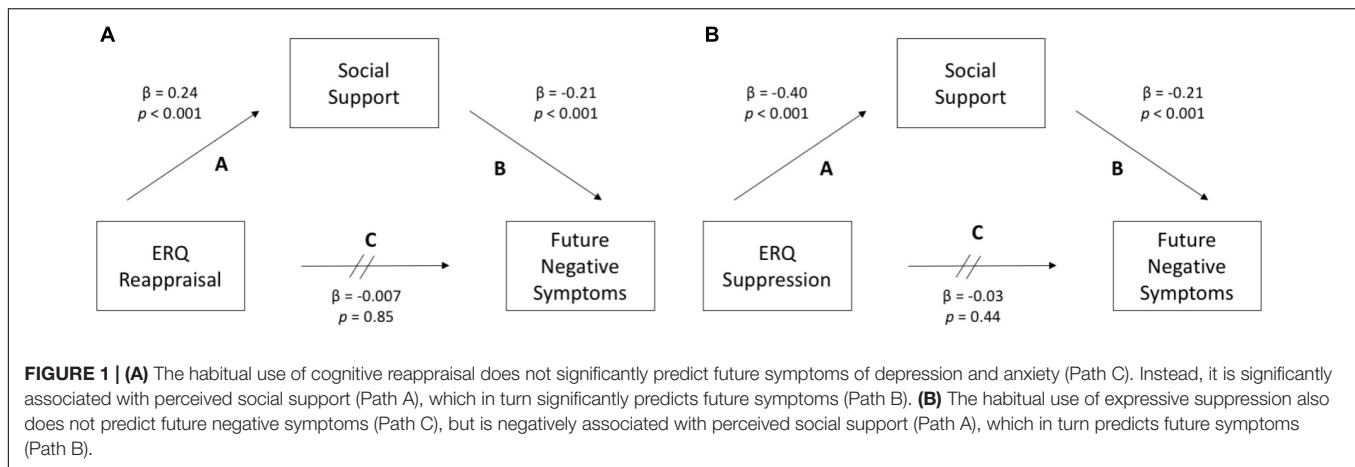 A
Social
Support
β = 0.24
p < 0.001
β = -0.21
p < 0.001
A
B
ERQ
Reappraisal
C
β = -0.007
p = 0.85
Future
Negative
Symptoms
B
Social
Support
β = -0.40
p < 0.001
β = -0.21
p < 0.001
A
B
ERQ
Suppression
C
β = -0.03
p = 0.44
Future
Negative
Symptoms
FIGURE 1 | (A) The habitual use of cognitive reappraisal does not significantly predict future symptoms of depression and anxiety (Path C). Instead, it is significantly
associated with perceived social support (Path A), which in turn significantly predicts future symptoms (Path B). (B) The habitual use of expressive suppression also
does not predict future negative symptoms (Path C), but is negatively associated with perceived social support (Path A), which in turn predicts future symptoms
(Path B).